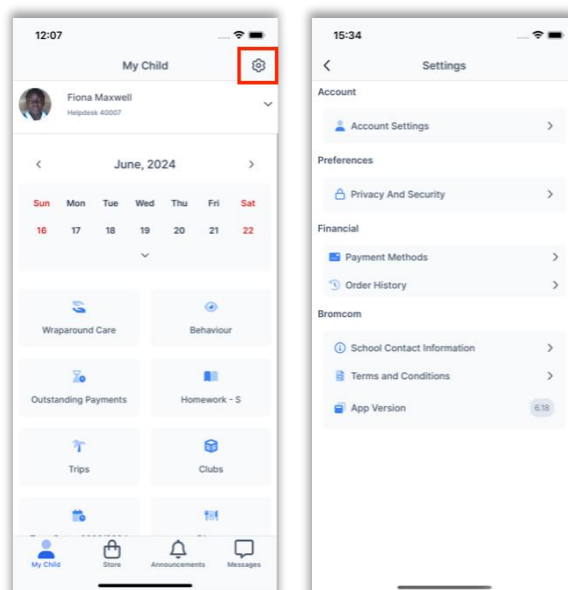 12:07
My Child
Fiona Maxwell
Helpdesk 40007
June, 2024
Sun Mon Tue Wed Thu Fri Sat
16 17 18 19 20 21 22
Wraparound Care
Behaviour
Outstanding Payments
Homework - S
Trips
Clubs
My Child
Store
Announcements
Messages
15:34
Settings
Account
Account Settings
Preferences
Privacy And Security
Financial
Payment Methods
Order History
Bromcom
School Contact Information
Terms and Conditions
App Version
6.18